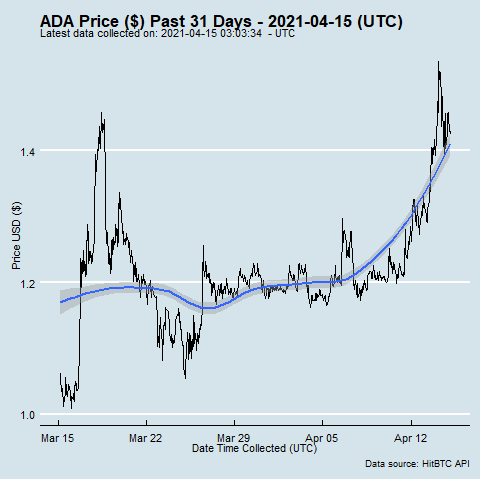 ADA Price ($) Past 31 Days - 2021-04-15 (UTC)
Latest data collected on: 2021-04-15 03:03:34 - UTC
1.4
1.2
1.0
Price USD ($)
Mar 15 Mar 22 Mar 29 Apr 05 Apr 12
Date Time Collected (UTC)
Data source: HitBTC API